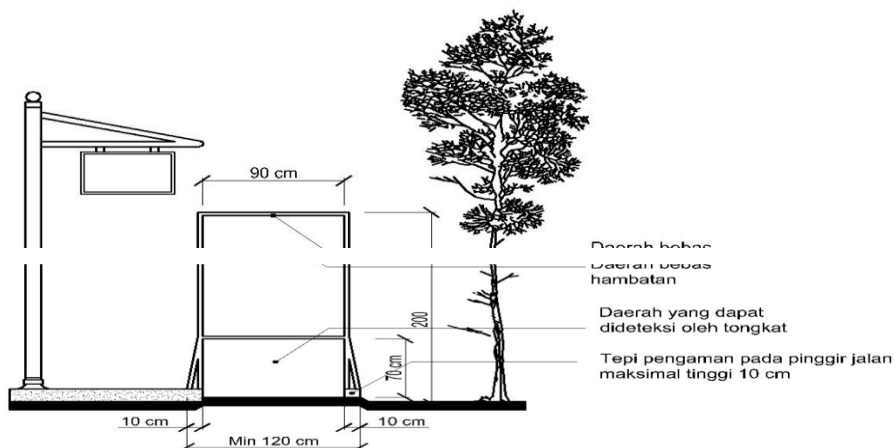 90 cm
Daerah bebas
Daerah bebas
hambatan
200
Daerah yang dapat
dideteksi oleh tongkat
70 cm
Tepi pengaman pada pinggir jalan
maksimal tinggi 10 cm
10 cm
10 cm
Min 120 cm